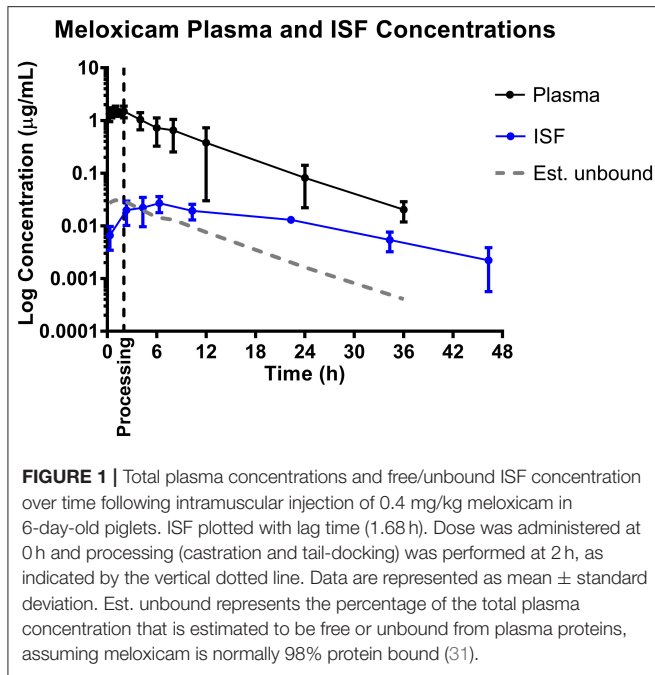 Meloxicam Plasma and ISF Concentrations
Log Concentration (μg/mL)
10
1
0.1
0.01
0.001
0.0001
0
6
12
18
24
30
36
42
48
Time (h)
Processing
Plasma
ISF
Est. unbound
FIGURE 1 | Total plasma concentrations and free/unbound ISF concentration
over time following intramuscular injection of 0.4 mg/kg meloxicam in
6-day-old piglets. ISF plotted with lag time (1.68 h). Dose was administered at
0 h and processing (castration and tail-docking) was performed at 2 h, as
indicated by the vertical dotted line. Data are represented as mean ± standard
deviation. Est. unbound represents the percentage of the total plasma
concentration that is estimated to be free or unbound from plasma proteins,
assuming meloxicam is normally 98% protein bound (31).